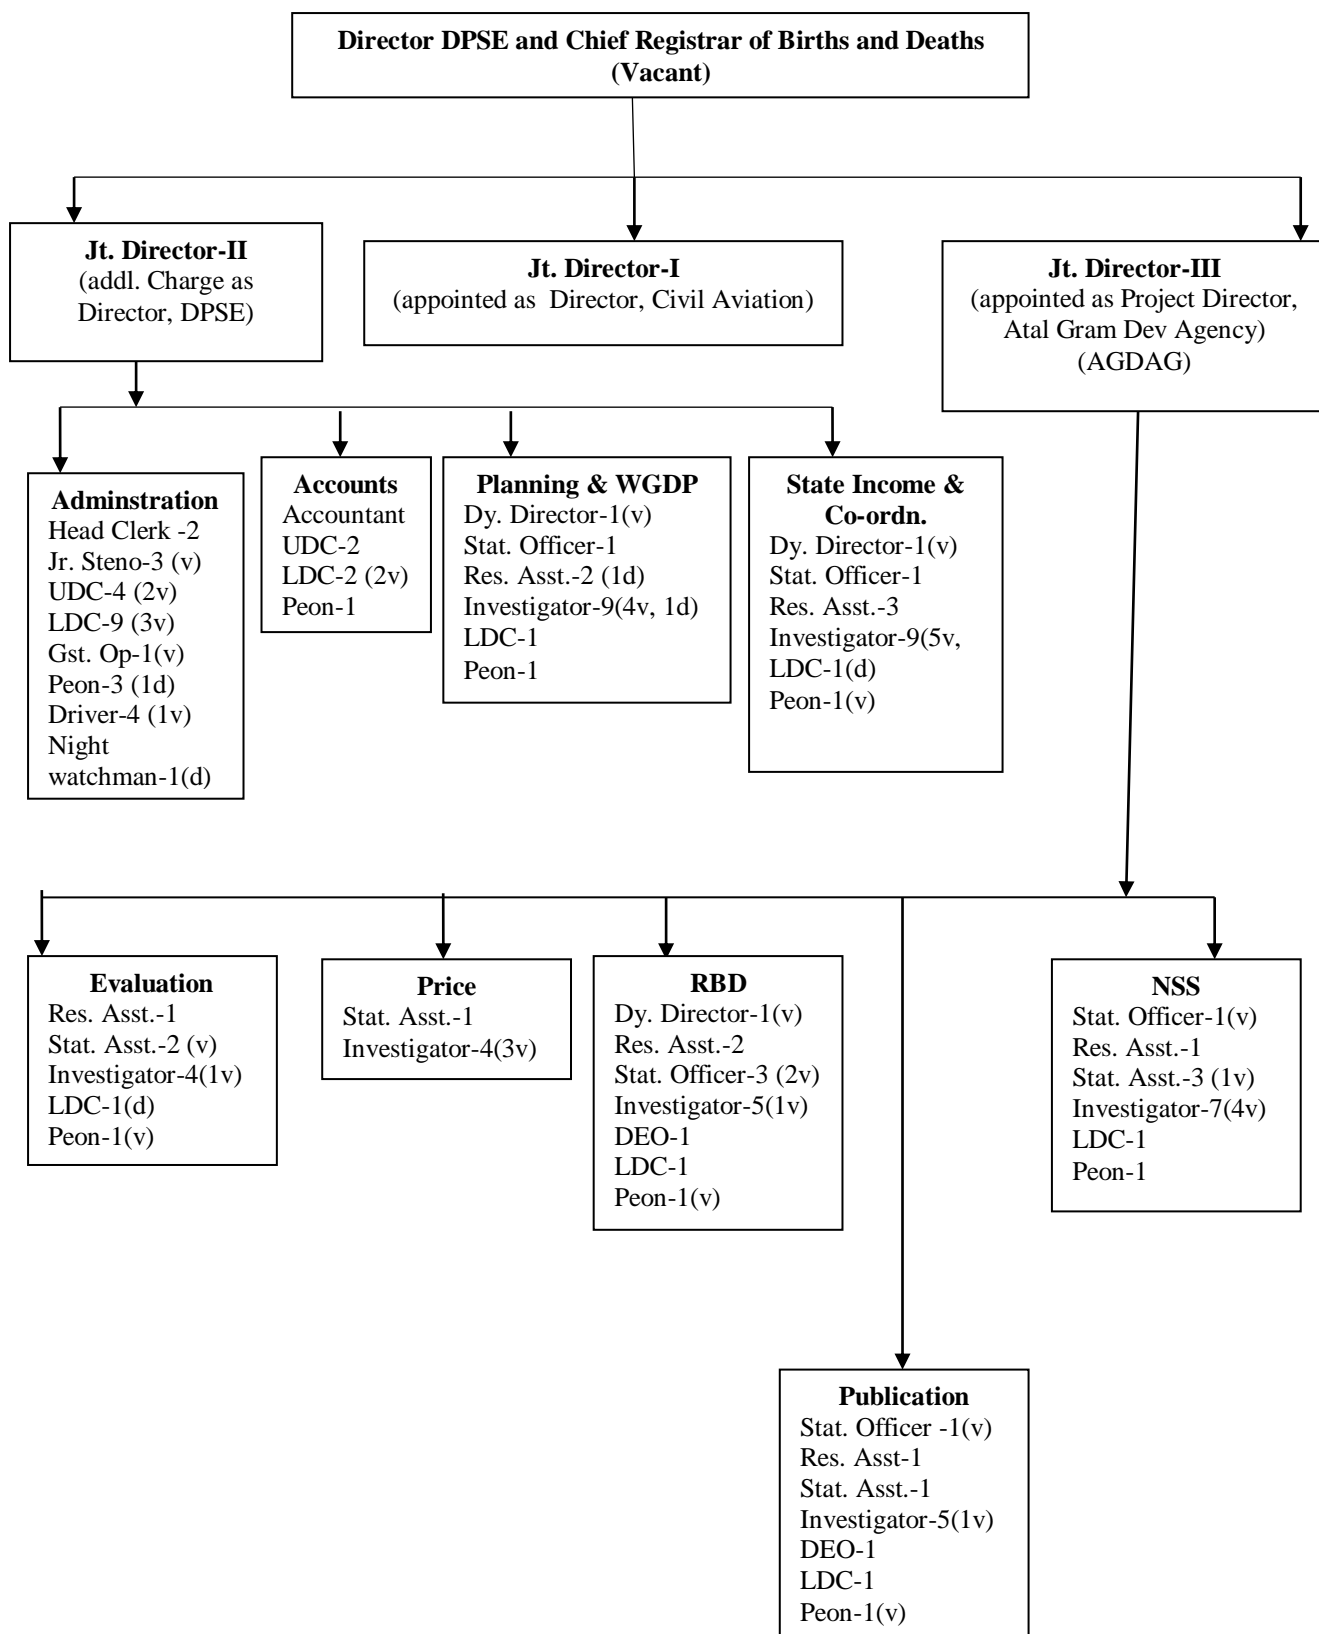 Director DPSE and Chief Registrar of Births and Deaths
(Vacant)
Jt. Director-II
(addl. Charge as
Director, DPSE)
Jt. Director-I
(appointed as Director, Civil Aviation)
Jt. Director-III
(appointed as Project Director,
Atal Gram Dev Agency)
(AGDAG)
Adminstration
Head Clerk -2
Jr. Steno-3 (v)
UDC-4 (2v)
LDC-9 (3v)
Gst. Op-1(v)
Peon-3 (1d)
Driver-4 (1v)
Night
watchman-1(d)
Accounts
Accountant
UDC-2
LDC-2 (2v)
Peon-1
Planning & WGDP
Dy. Director-1(v)
Stat. Officer-1
Res. Asst.-2 (1d)
Investigator-9(4v, 1d)
LDC-1
Peon-1
State Income &
Co-ordn.
Dy. Director-1(v)
Stat. Officer-1
Res. Asst.-3
Investigator-9(5v,
LDC-1(d)
Peon-1(v)
Evaluation
Res. Asst.-1
Stat. Asst.-2 (v)
Investigator-4(1v)
LDC-1(d)
Peon-1(v)
Price
Stat. Asst.-1
Investigator-4(3v)
RBD
Dy. Director-1(v)
Res. Asst.-2
Stat. Officer-3 (2v)
Investigator-5(1v)
DEO-1
LDC-1
Peon-1(v)
NSS
Stat. Officer-1(v)
Res. Asst.-1
Stat. Asst.-3 (1v)
Investigator-7(4v)
LDC-1
Peon-1
Publication
Stat. Officer -1(v)
Res. Asst-1
Stat. Asst.-1
Investigator-5(1v)
DEO-1
LDC-1
Peon-1(v)